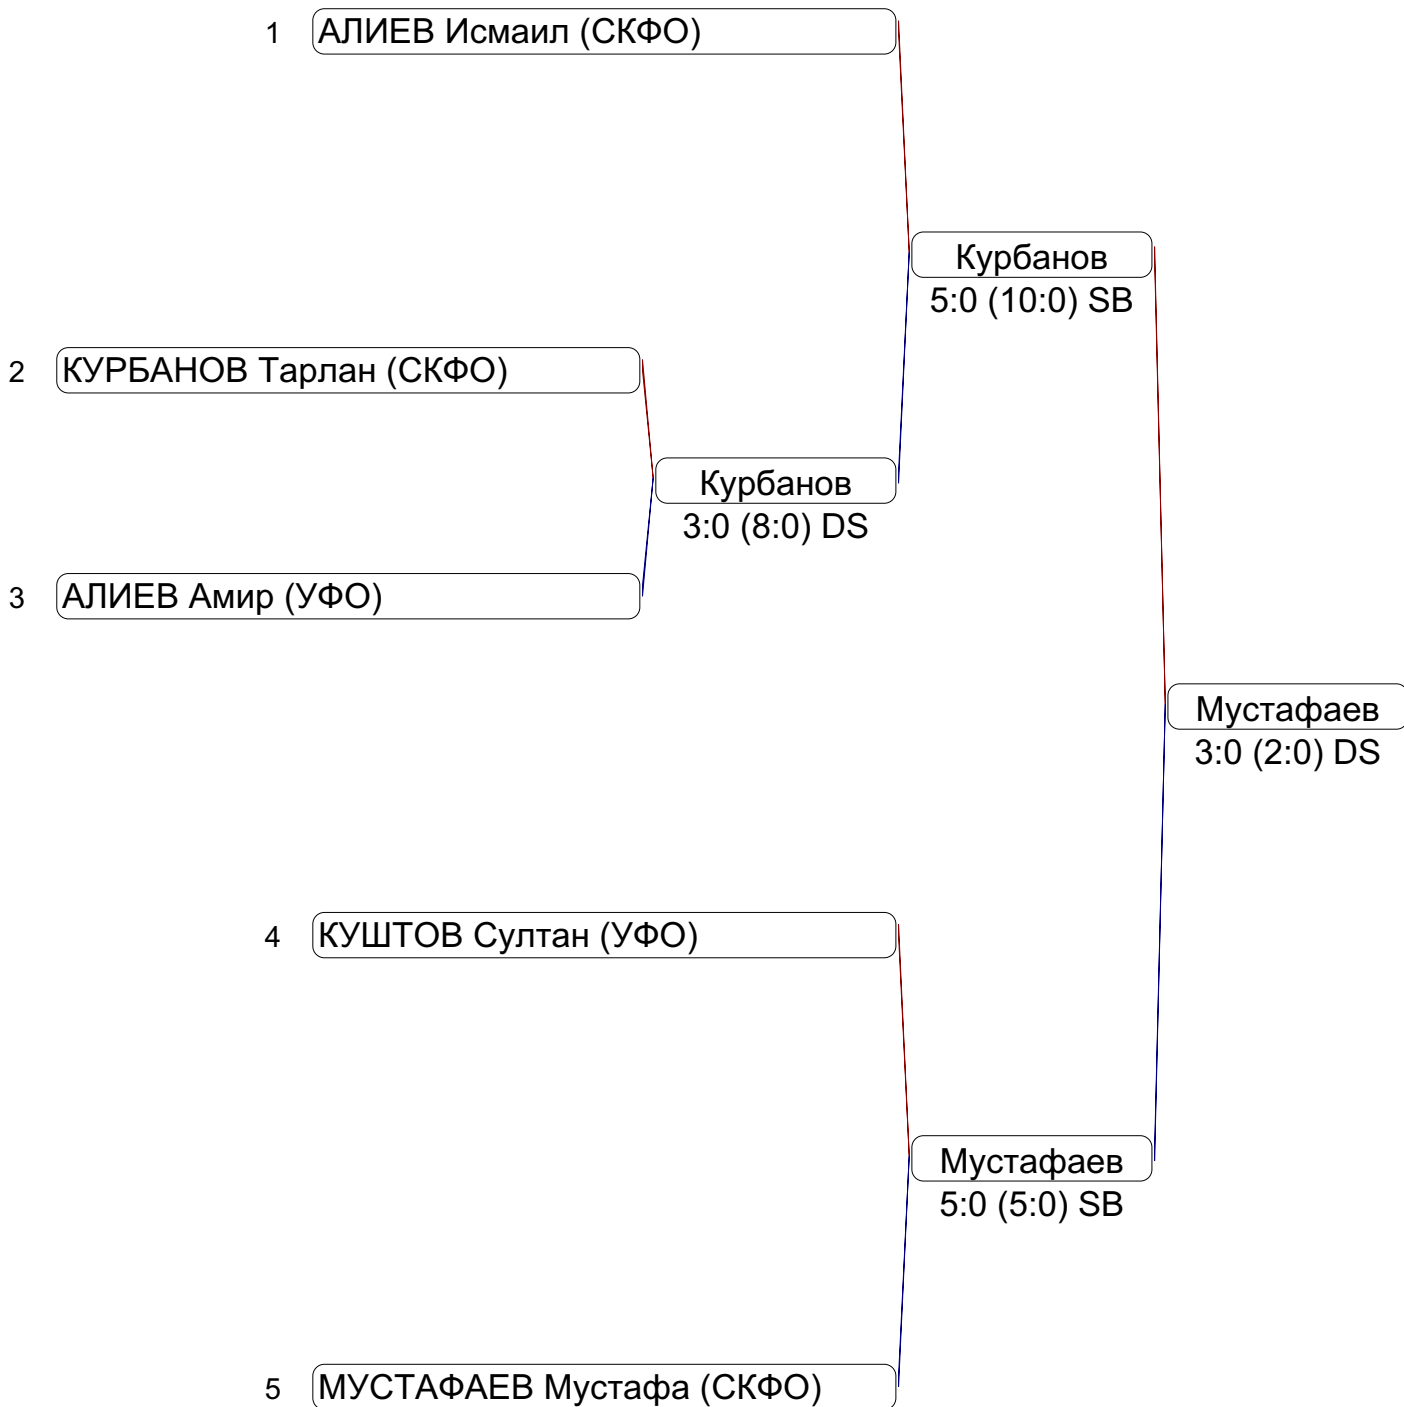 1 АЛИЕВ Исмаил (СКФО)
Курбанов
5:0 (10:0) SB
2 КУРБАНОВ Тарлан (СКФО)
Курбанов
3:0 (8:0) DS
3 АЛИЕВ Амир (УФО)
Мустафаев
3:0 (2:0) DS
4 КУШТОВ Султан (УФО)
Мустафаев
5:0 (5:0) SB
5 МУСТАФАЕВ Мустафа (СКФО)